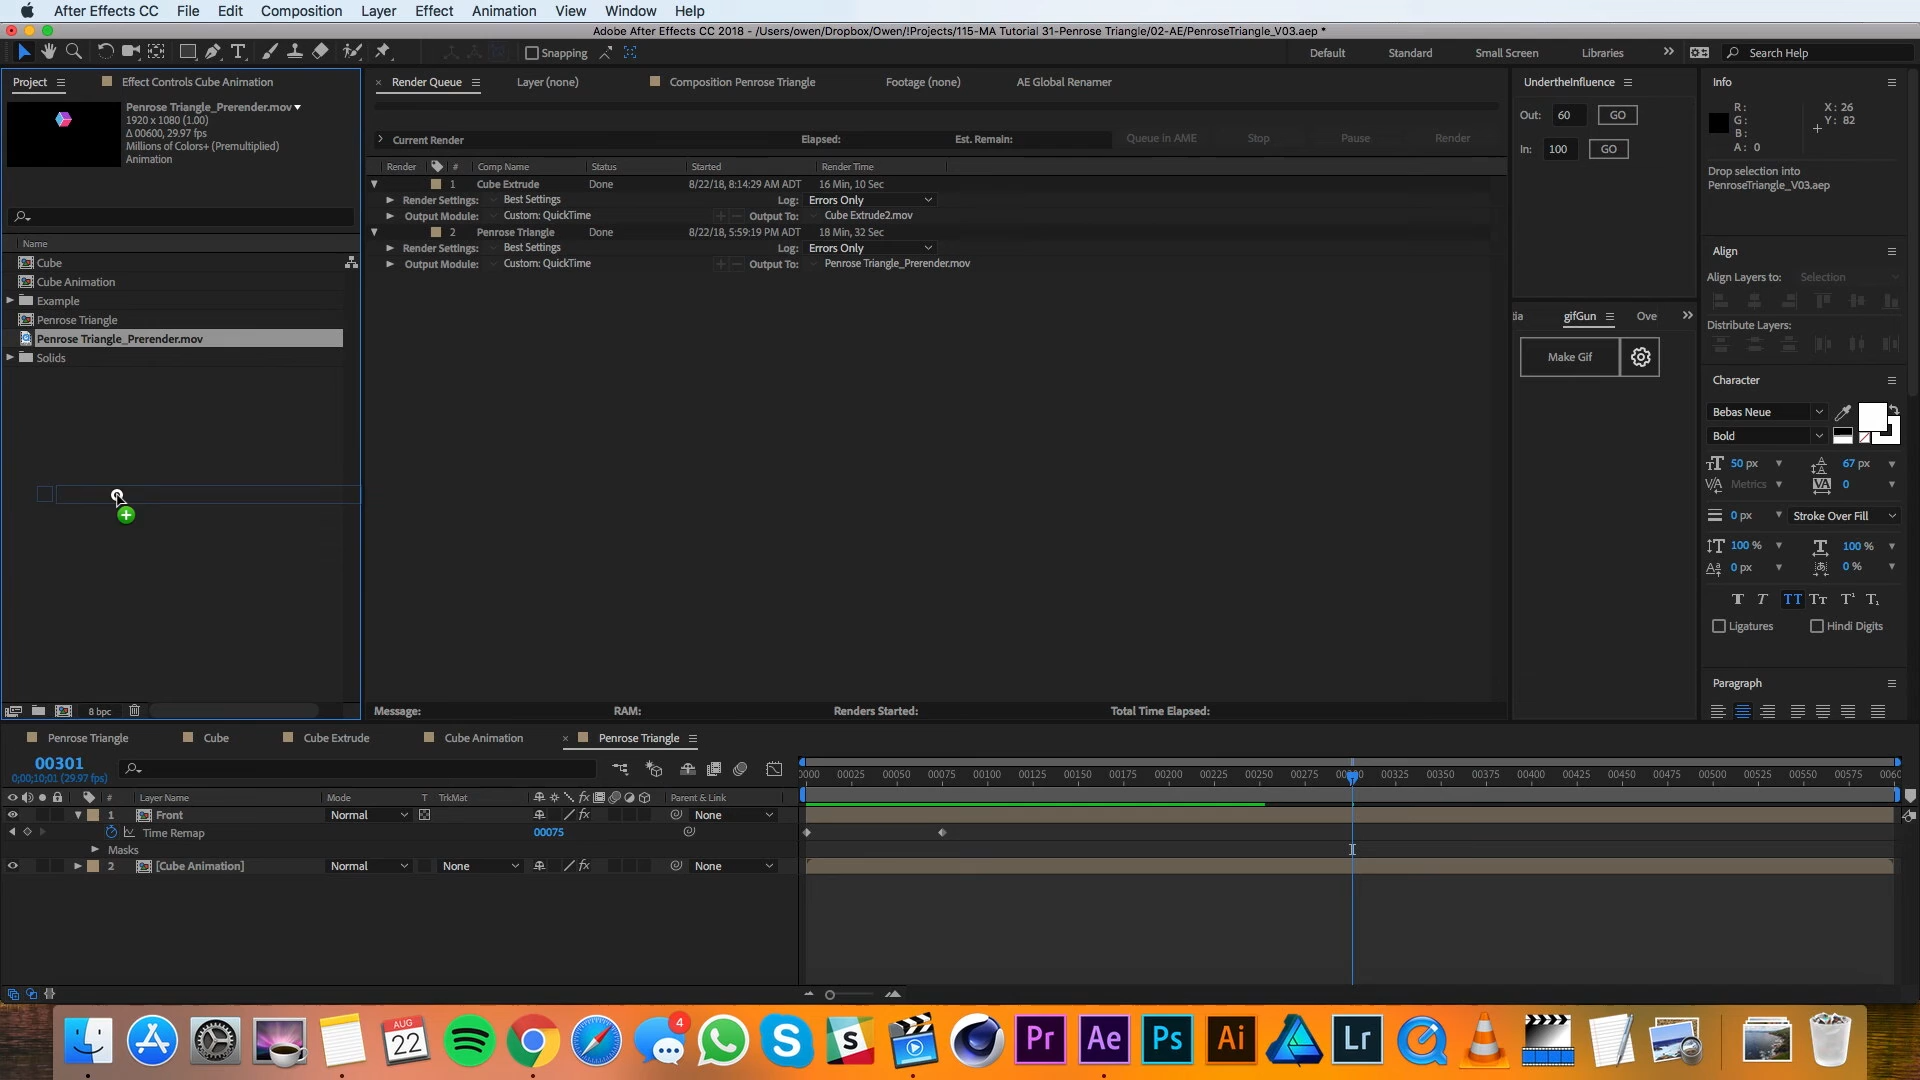 After Effects CC File Edit Composition Layer Effect Animation View Window Help
Adobe After Effects CC 2018 - /Users/owen/Dropbox/Owen/!Projects/115-MA Tutorial 31-Penrose Triangle/02-AE/PenroseTriangle_V03.aep *
Snapping Default Standard Small Screen Libraries Search Help
Project Effect Controls Cube Animation Render Queue Layer (none) Composition Penrose Triangle Footage (none) AE Global Renamer UndertheInfluence Info
Penrose Triangle_Prerender.mov
1920 x 1080 (1.00)
Δ 00600, 29.97 fps
Millions of Colors+ (Premultiplied)
Animation
Current Render Elapsed: Est. Remain: Queue in AME Stop Pause Render
Render # Comp Name Status Started Render Time
1 Cube Extrude Done 8/22/18, 8:14:29 AM ADT 16 Min, 10 Sec
Render Settings: Best Settings Log: Errors Only
Output Module: Custom: QuickTime Output To: Cube Extrude2.mov
2 Penrose Triangle Done 8/22/18, 5:59:19 PM ADT 18 Min, 32 Sec
Render Settings: Best Settings Log: Errors Only
Output Module: Custom: QuickTime Output To: Penrose Triangle_Prerender.mov
Out: 60 GO
In: 100 GO
R: X: 26
G: Y: 82
B:
A: 0
Drop selection into
PenroseTriangle_V03.aep
Name
Cube
Cube Animation
Example
Penrose Triangle
Penrose Triangle_Prerender.mov
Solids
tia gifGun Ove
Make Gif
Align
Align Layers to: Selection
Distribute Layers:
Character
Bebas Neue
Bold
50 px 67 px
Metrics 0
0 px Stroke Over Fill
100 % 100 %
0 px 0 %
T T TT Tт T¹ T₁
Ligatures Hindi Digits
Paragraph
8 bpc Message: RAM: Renders Started: Total Time Elapsed:
Penrose Triangle Cube Cube Extrude Cube Animation Penrose Triangle
00301
0;00;10;01 (29.97 fps)
0000 00025 00050 00075 00100 00125 00150 00175 00200 00225 00250 00275 00325 00350 00375 00400 00425 00450 00475 00500 00525 00550 00575 0060
# Layer Name Mode T TrkMat Parent & Link
1 Front Normal None
Time Remap 00075
Masks
2 [Cube Animation] Normal None None
AUG
22
4
Pr Ae Ps Ai Lr